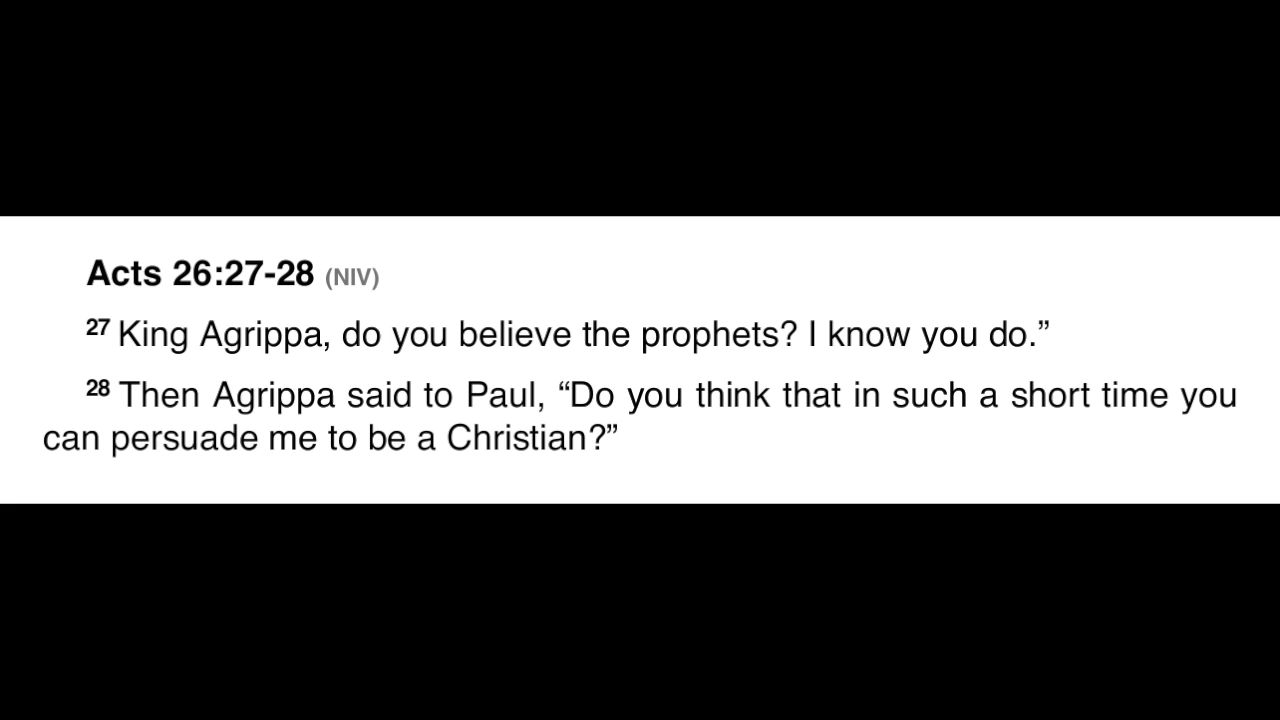 Acts 26:27-28 (NIV)
27 King Agrippa, do you believe the prophets? I know you do.”
28 Then Agrippa said to Paul, “Do you think that in such a short time you
can persuade me to be a Christian?”